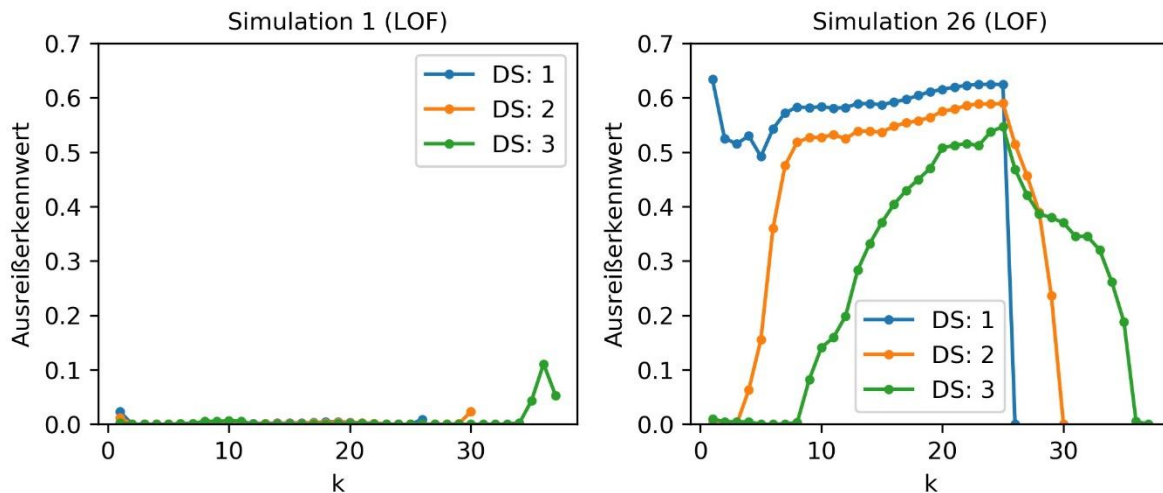 Simulation 1 (LOF)
0.7
0.6
0.5
0.4
0.3
0.2
0.1
0.0
Ausreißerkennwert
DS: 1
DS: 2
DS: 3
0
10
20
30
k
Simulation 26 (LOF)
0.7
0.6
0.5
0.4
0.3
0.2
0.1
0.0
Ausreißerkennwert
DS: 1
DS: 2
DS: 3
0
10
20
30
k